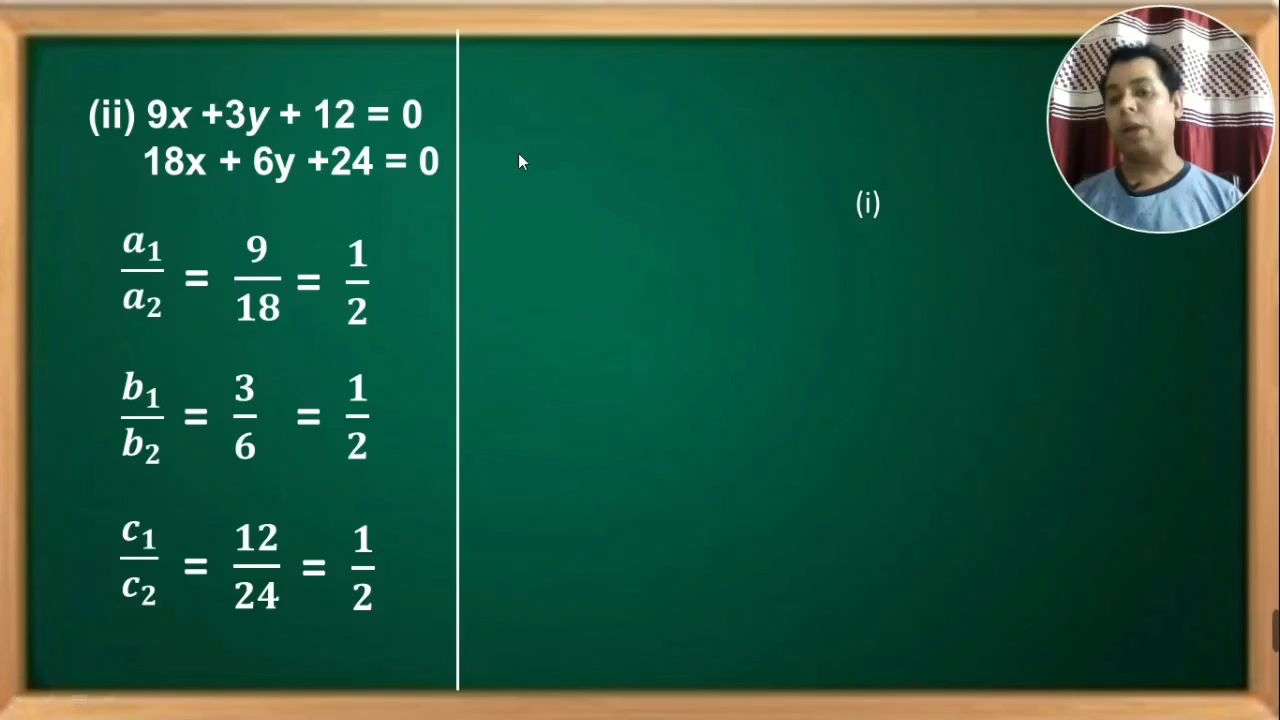 (ii) 9x +3y + 12 = 0
18x + 6y +24 = 0
(i)
a₁/a₂ = 9/18 = 1/2
b₁/b₂ = 3/6 = 1/2
c₁/c₂ = 12/24 = 1/2